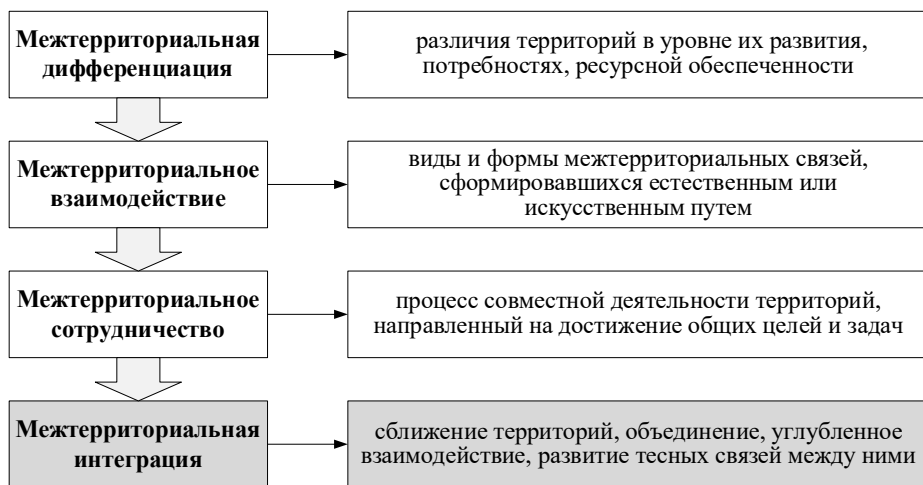 Межтерриториальная
дифференциация
различия территорий в уровне их развития,
потребностях, ресурсной обеспеченности
Межтерриториальное
взаимодействие
виды и формы межтерриториальных связей,
сформировавшихся естественным или
искусственным путем
Межтерриториальное
сотрудничество
процесс совместной деятельности территорий,
направленный на достижение общих целей и задач
Межтерриториальная
интеграция
сближение территорий, объединение, углубленное
взаимодействие, развитие тесных связей между ними